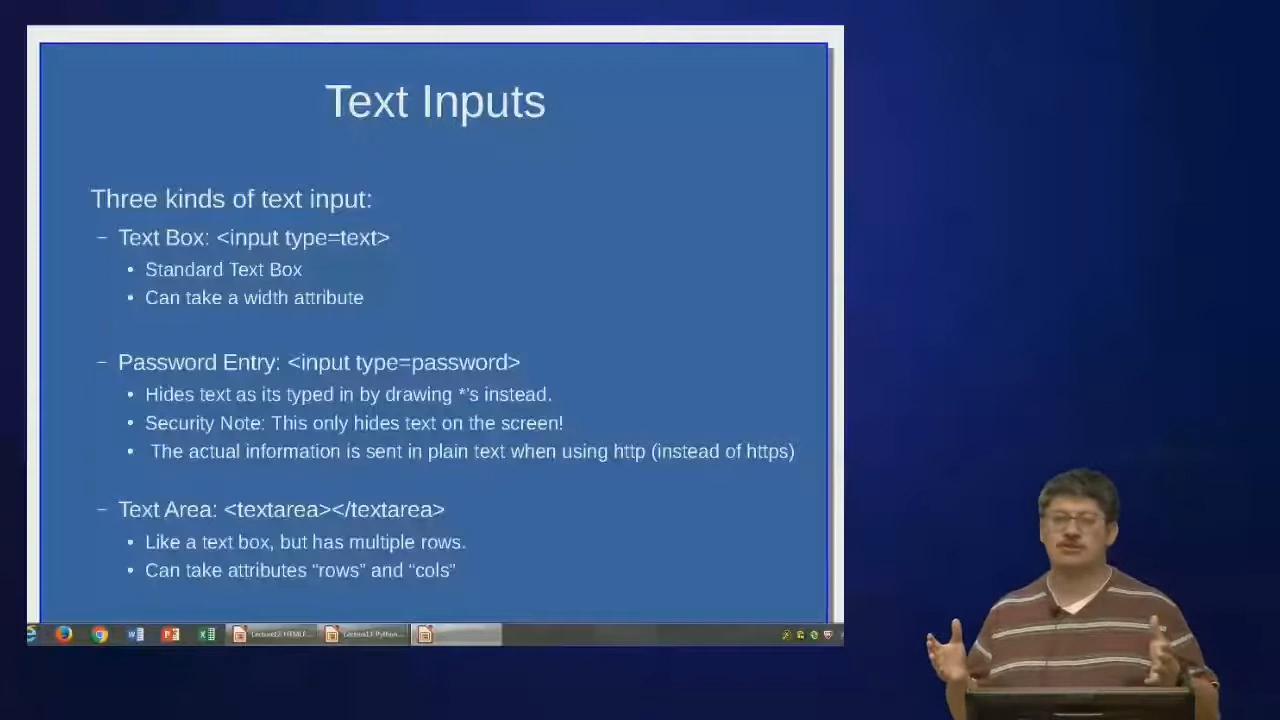 Text Inputs
Three kinds of text input:
– Text Box: <input type=text>
• Standard Text Box
• Can take a width attribute
– Password Entry: <input type=password>
• Hides text as its typed in by drawing *'s instead.
• Security Note: This only hides text on the screen!
• The actual information is sent in plain text when using http (instead of https)
– Text Area: <textarea></textarea>
• Like a text box, but has multiple rows.
• Can take attributes “rows” and “cols”